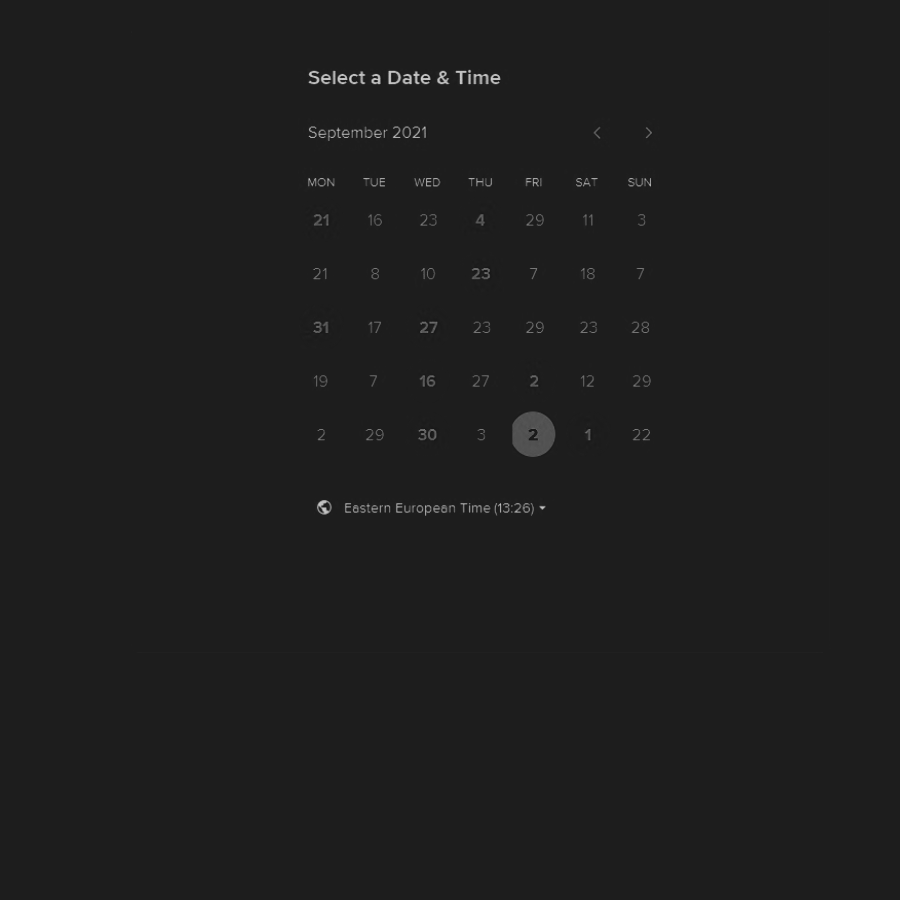 Select a Date & Time
September 2021
MON TUE WED THU FRI SAT SUN
21 16 23 4 29 11 3
21 8 10 23 7 18 7
31 17 27 23 29 23 28
19 7 16 27 2 12 29
2 29 30 3 2 1 22
Eastern European Time (13:26)